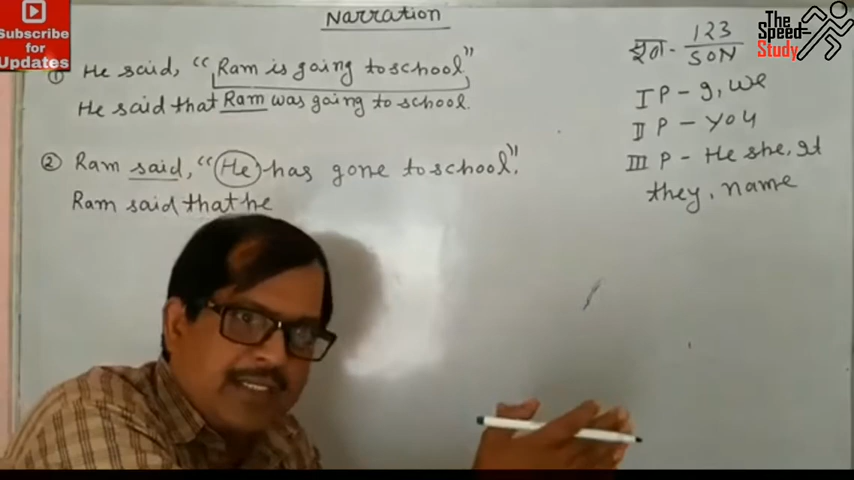 Subscribe
for
Updates
Narration
The
Speed-
Study
① He said, “Ram is going to school”
He said that Ram was going to school.
② Ram said, “He has gone to school”.
Ram said that he
सूत्र - 123
SON
I P - I, we
II P - you
III P - He she, It
they, name